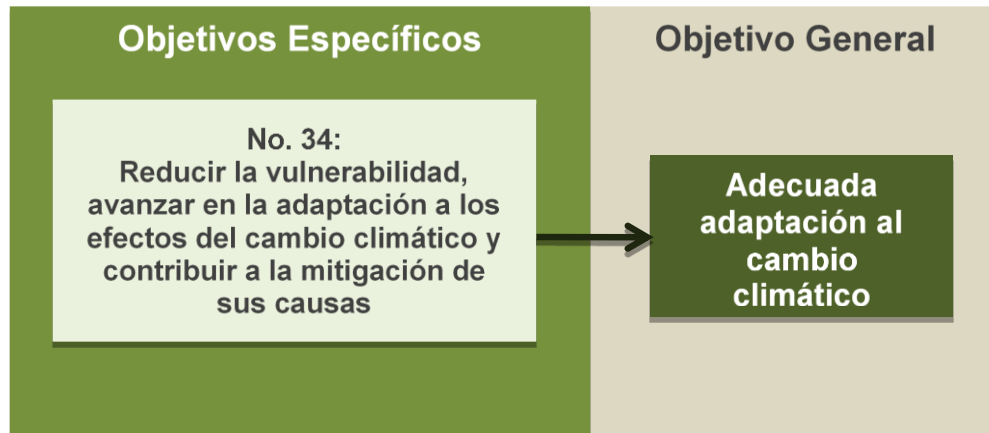 Objetivos Específicos
No. 34:
Reducir la vulnerabilidad,
avanzar en la adaptación a los
efectos del cambio climático y
contribuir a la mitigación de
sus causas
Objetivo General
Adecuada
adaptación al
cambio
climático